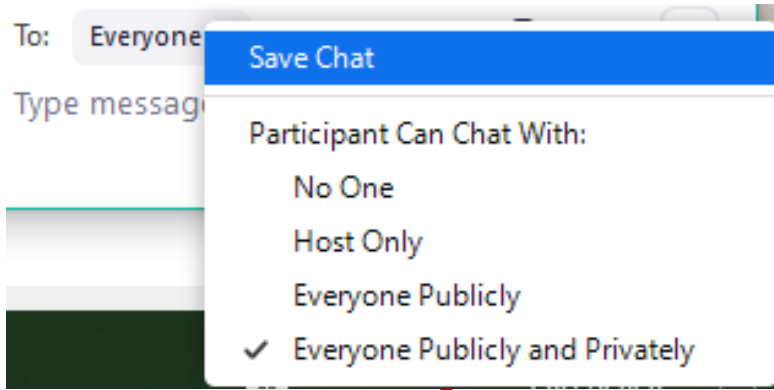 To: Everyone
Type messag
Save Chat
Participant Can Chat With:
No One
Host Only
Everyone Publicly
Everyone Publicly and Privately